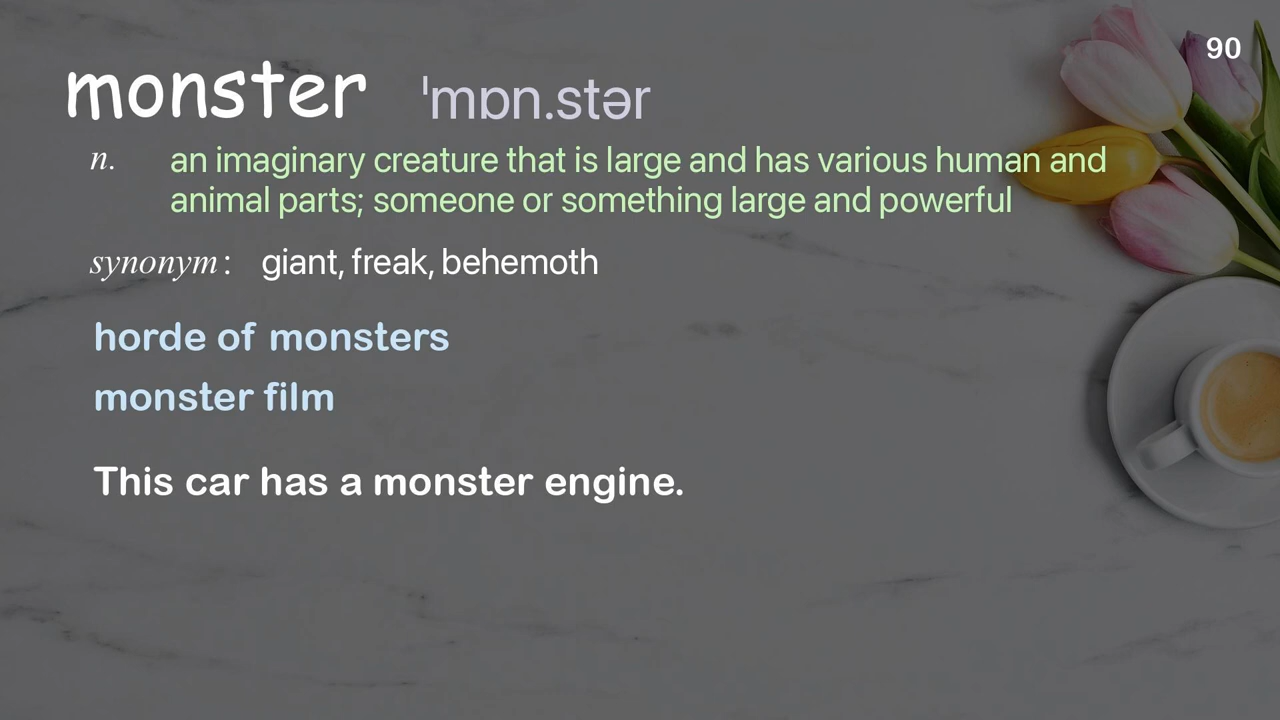 90
monster ˈmɒn.stər
n. an imaginary creature that is large and has various human and
animal parts; someone or something large and powerful
synonym: giant, freak, behemoth
horde of monsters
monster film
This car has a monster engine.